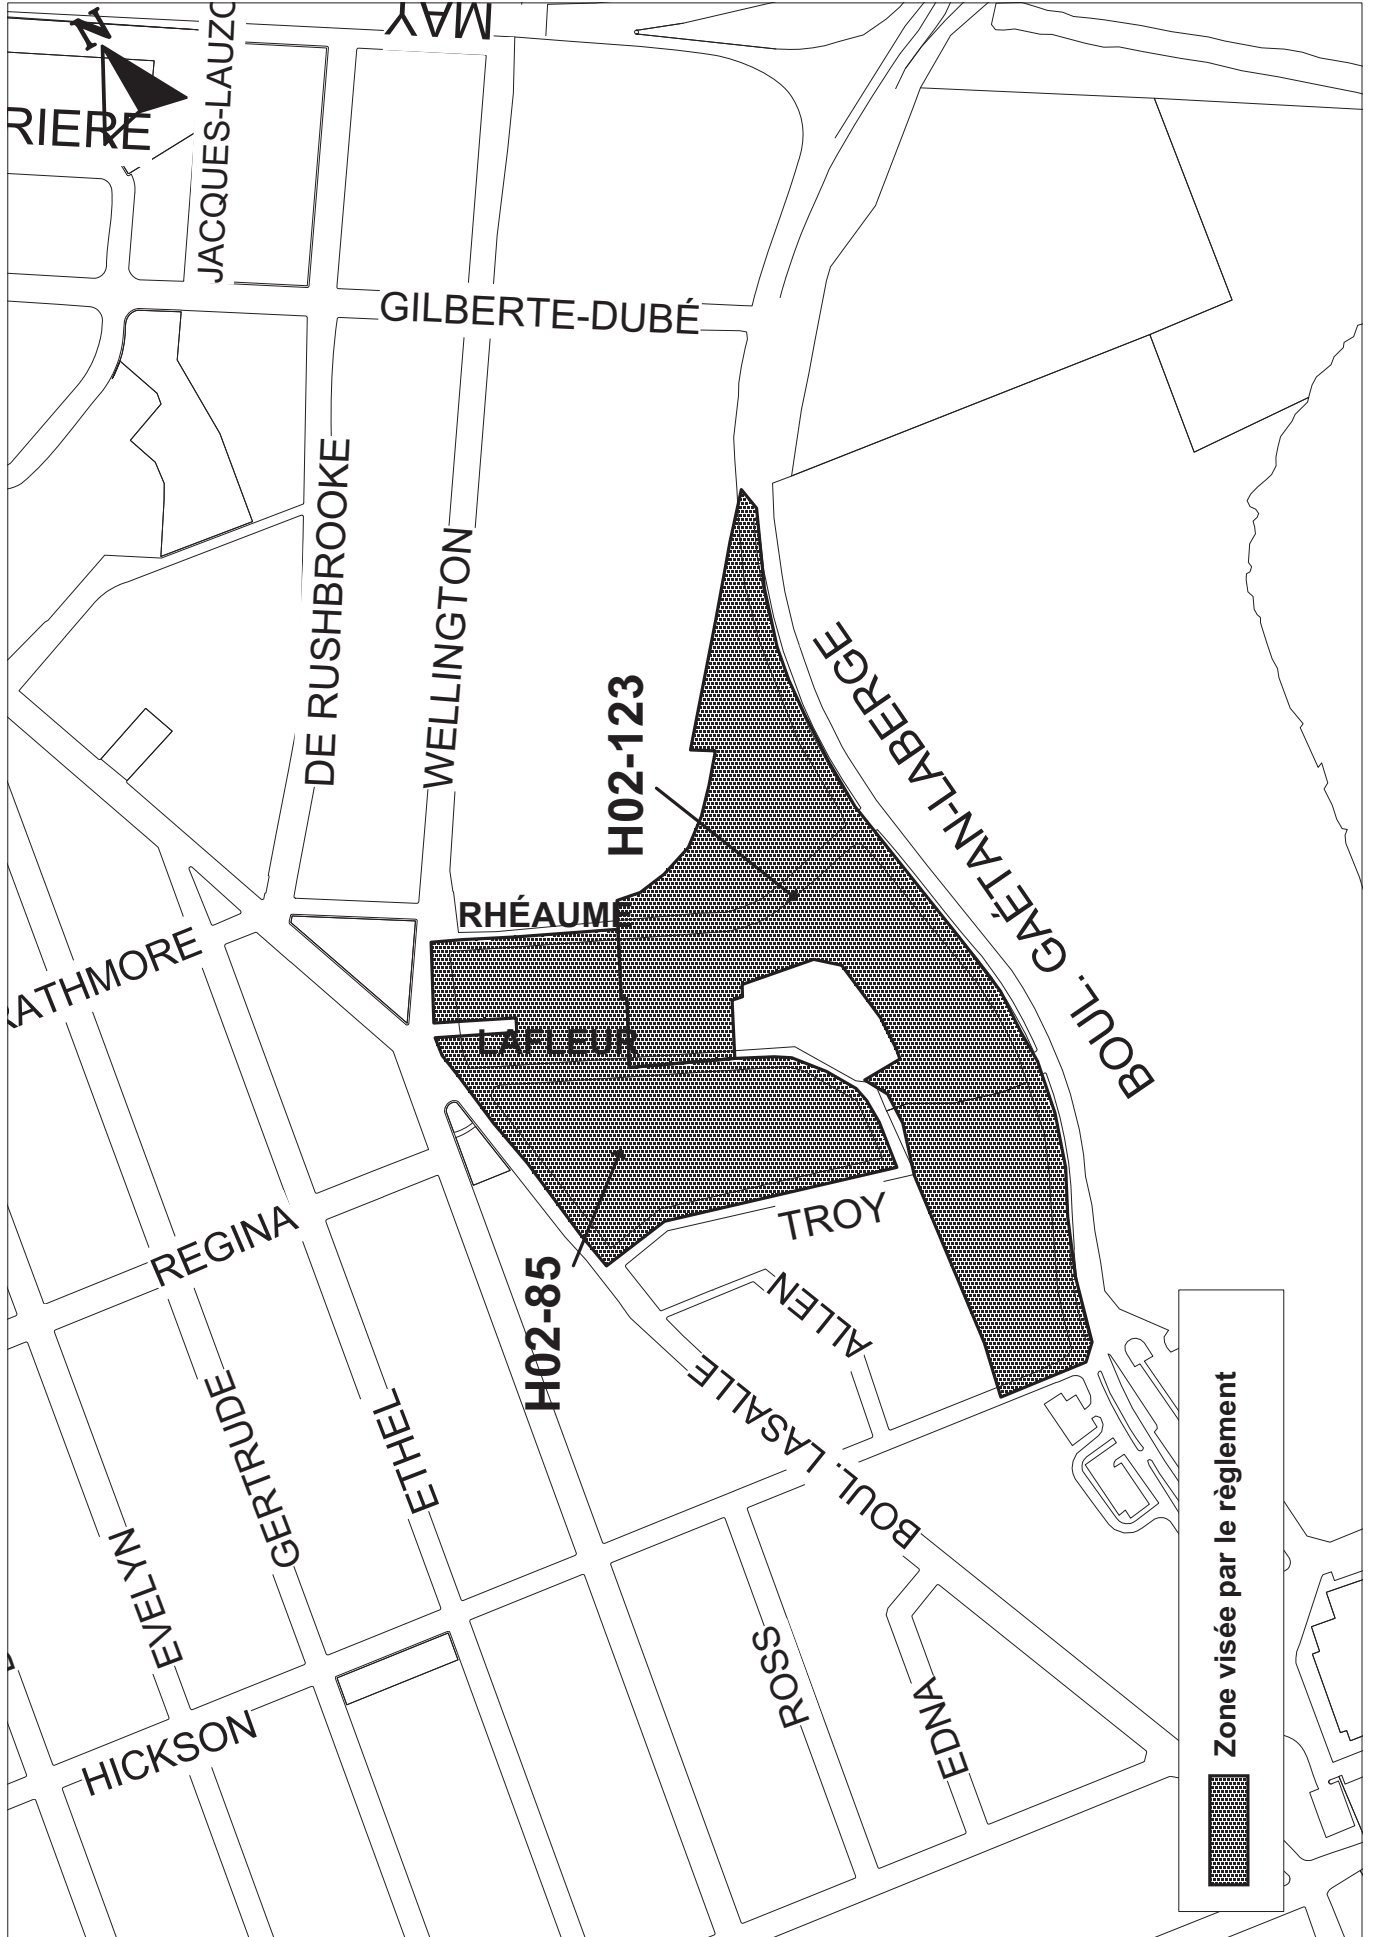 N
RIERE
JACQUES-LAUZO
MAY
GILBERTE-DUBÉ
DE RUSHBROOKE
WELLINGTON
H02-123
BOUL. GAÉTAN-LABERGE
RHÉAUME
RATHMORE
LAFLEUR
REGINA
TROY
H02-85
ALLEN
BOUL. LASALLE
GERTRUDE
ETHEL
EVELYN
HICKSON
ROSS
EDNA
Zone visée par le règlement